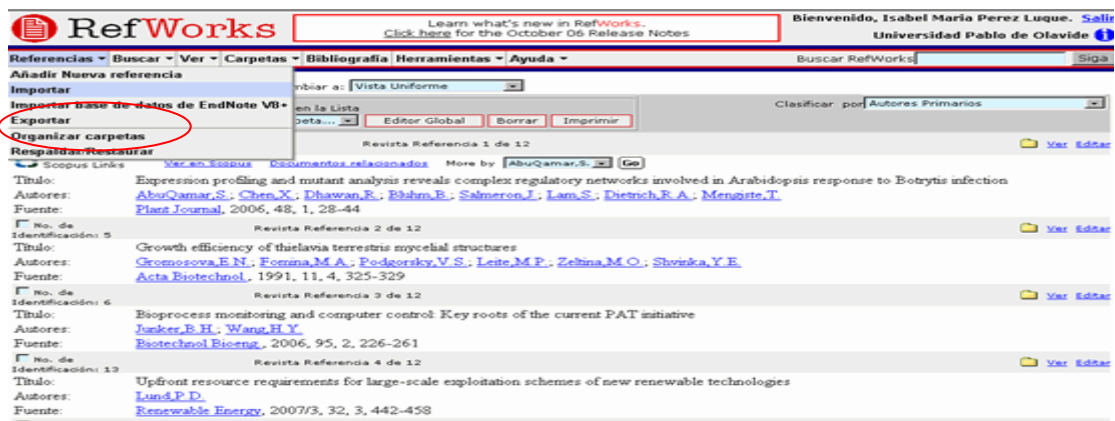 RefWorks
Learn what's new in RefWorks.
Click here for the October 06 Release Notes
Bienvenido, Isabel Maria Perez Luque. Salir
Universidad Pablo de Olavide
Referencias Buscar Ver Carpetas Bibliografía Herramientas Ayuda
Buscar RefWorks Siga
Añadir Nueva referencia
Importar
mbiar a: Vista Uniforme
Importar base de datos de EndNote V8+
en la Lista
Clasificar por Autores Primarios
Exportar
peta... Editor Global Borrar Imprimir
Organizar carpetas
Respaldar/Restaurar
Revista Referencia 1 de 12
Ver Editar
Scopus Links Ver en Scopus Documentos relacionados More by AbuQamar,S. Go
Título: Expression profiling and mutant analysis reveals complex regulatory networks involved in Arabidopsis response to Botrytis infection
Autores: AbuQamar,S.; Chen,X.; Dhawan,R.; Bluhm,B.; Salmeron,J.; Lam,S.; Dietrich,R.A.; Mengiste,T.
Fuente: Plant Journal, 2006, 48, 1, 28-44
No. de Identificación: 5 Revista Referencia 2 de 12 Ver Editar
Título: Growth efficiency of thielavia terrestris mycelial structures
Autores: Gromosova,E.N.; Fomina,M.A.; Podgorsky,V.S.; Leite,M.P.; Zeltina,M.O.; Shvinka,Y.E.
Fuente: Acta Biotechnol., 1991, 11, 4, 325-329
No. de Identificación: 6 Revista Referencia 3 de 12 Ver Editar
Título: Bioprocess monitoring and computer control: Key roots of the current PAT initiative
Autores: Junker,B.H.; Wang,H.Y.
Fuente: Biotechnol Bioeng., 2006, 95, 2, 226-261
No. de Identificación: 13 Revista Referencia 4 de 12 Ver Editar
Título: Upfront resource requirements for large-scale exploitation schemes of new renewable technologies
Autores: Lund,P.D.
Fuente: Renewable Energy, 2007/3, 32, 3, 442-458